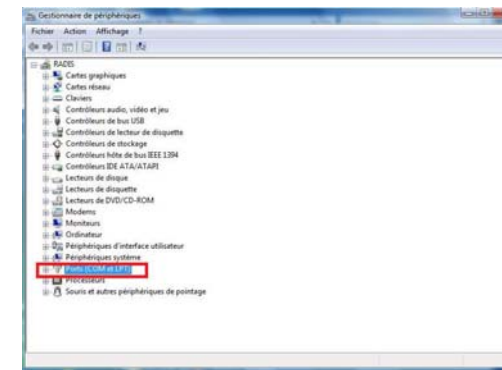 Gestionnaire de périphériques
Fichier Action Affichage ?
RADIS
Cartes graphiques
Cartes réseau
Claviers
Contrôleurs audio, vidéo et jeu
Contrôleurs de bus USB
Contrôleurs de lecteur de disquette
Contrôleurs de stockage
Contrôleurs hôte de bus IEEE 1394
Contrôleurs IDE ATA/ATAPI
Lecteurs de disque
Lecteurs de disquette
Lecteurs de DVD/CD-ROM
Modems
Moniteurs
Ordinateur
Périphériques d'interface utilisateur
Périphériques système
Ports (COM et LPT)
Processeurs
Souris et autres périphériques de pointage